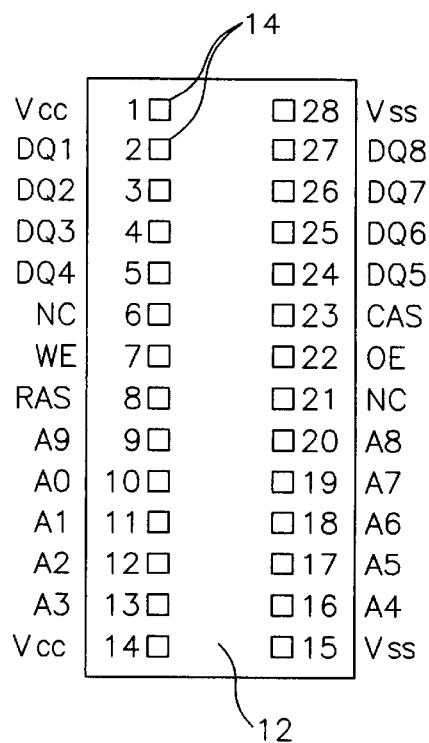 14
Vcc 1 28 Vss
DQ1 2 27 DQ8
DQ2 3 26 DQ7
DQ3 4 25 DQ6
DQ4 5 24 DQ5
NC 6 23 CAS
WE 7 22 OE
RAS 8 21 NC
A9 9 20 A8
A0 10 19 A7
A1 11 18 A6
A2 12 17 A5
A3 13 16 A4
Vcc 14 15 Vss
12